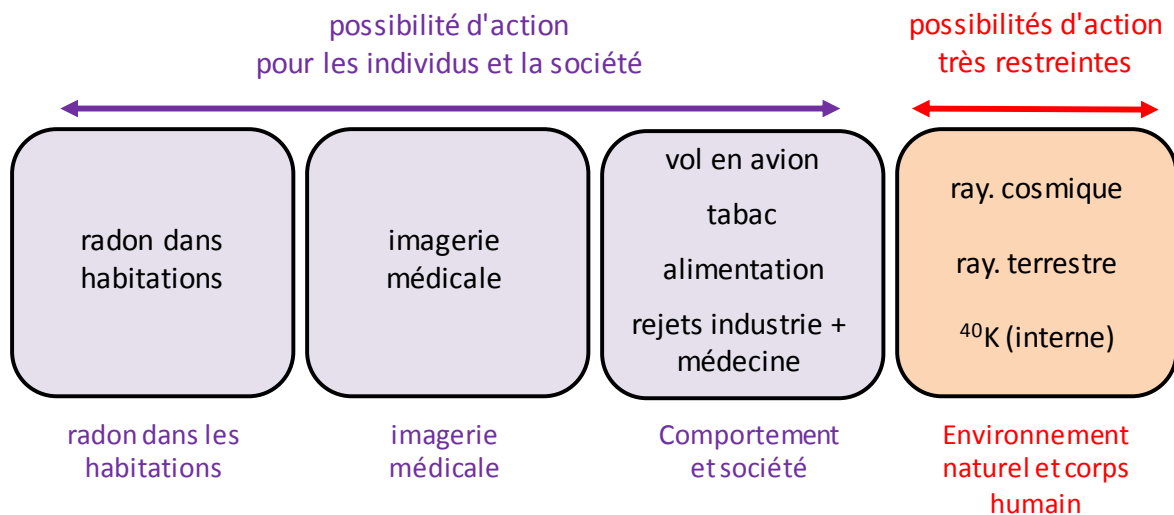 possibilité d'action
pour les individus et la société
possibilités d'action
très restreintes
radon dans
habitations
imagerie
médicale
vol en avion
tabac
alimentation
rejets industrie +
médecine
ray. cosmique
ray. terrestre
⁴⁰K (interne)
radon dans les
habitations
imagerie
médicale
Comportement
et société
Environnement
naturel et corps
humain